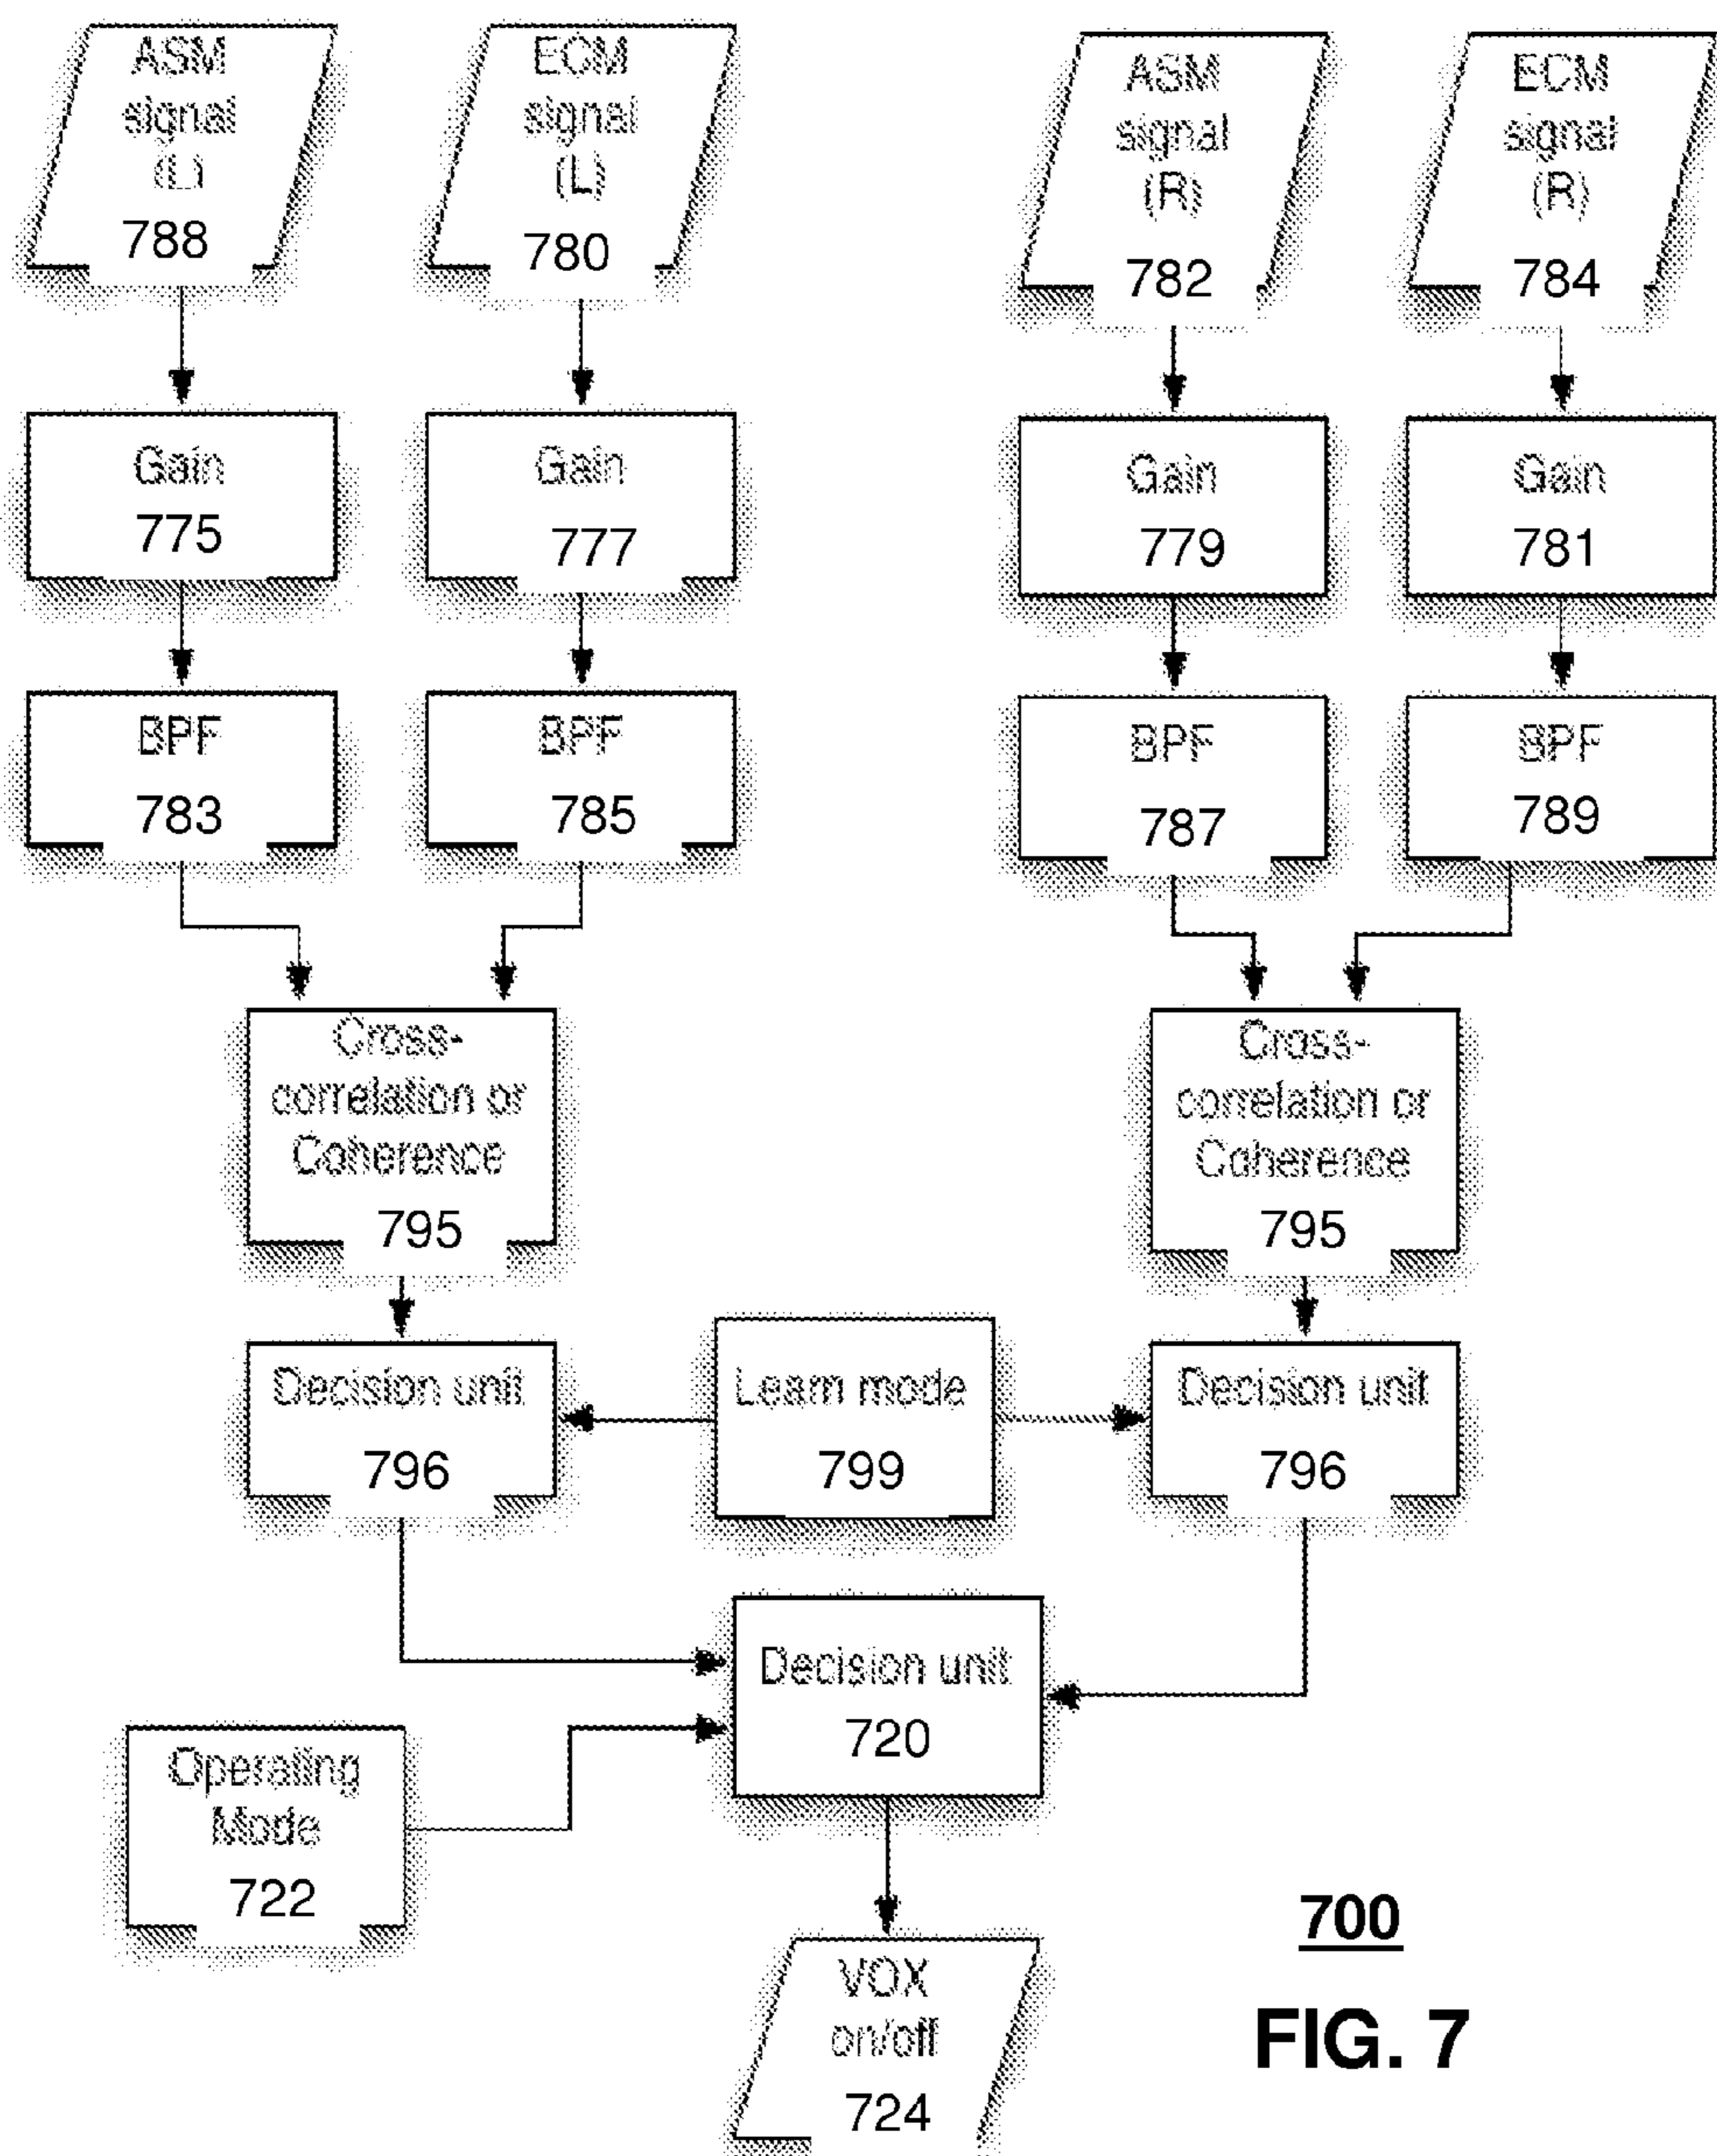 ASM
signal
(L)
788
ECM
signal
(L)
780
ASM
signal
(R)
782
ECM
signal
(R)
784
Gain
775
Gain
777
Gain
779
Gain
781
BPF
783
BPF
785
BPF
787
BPF
789
Cross-
correlation or
Coherence
795
Cross-
correlation or
Coherence
795
Decision unit
796
Learn mode
799
Decision unit
796
Decision unit
720
Operating
Mode
722
VOX
on/off
724
700
FIG. 7